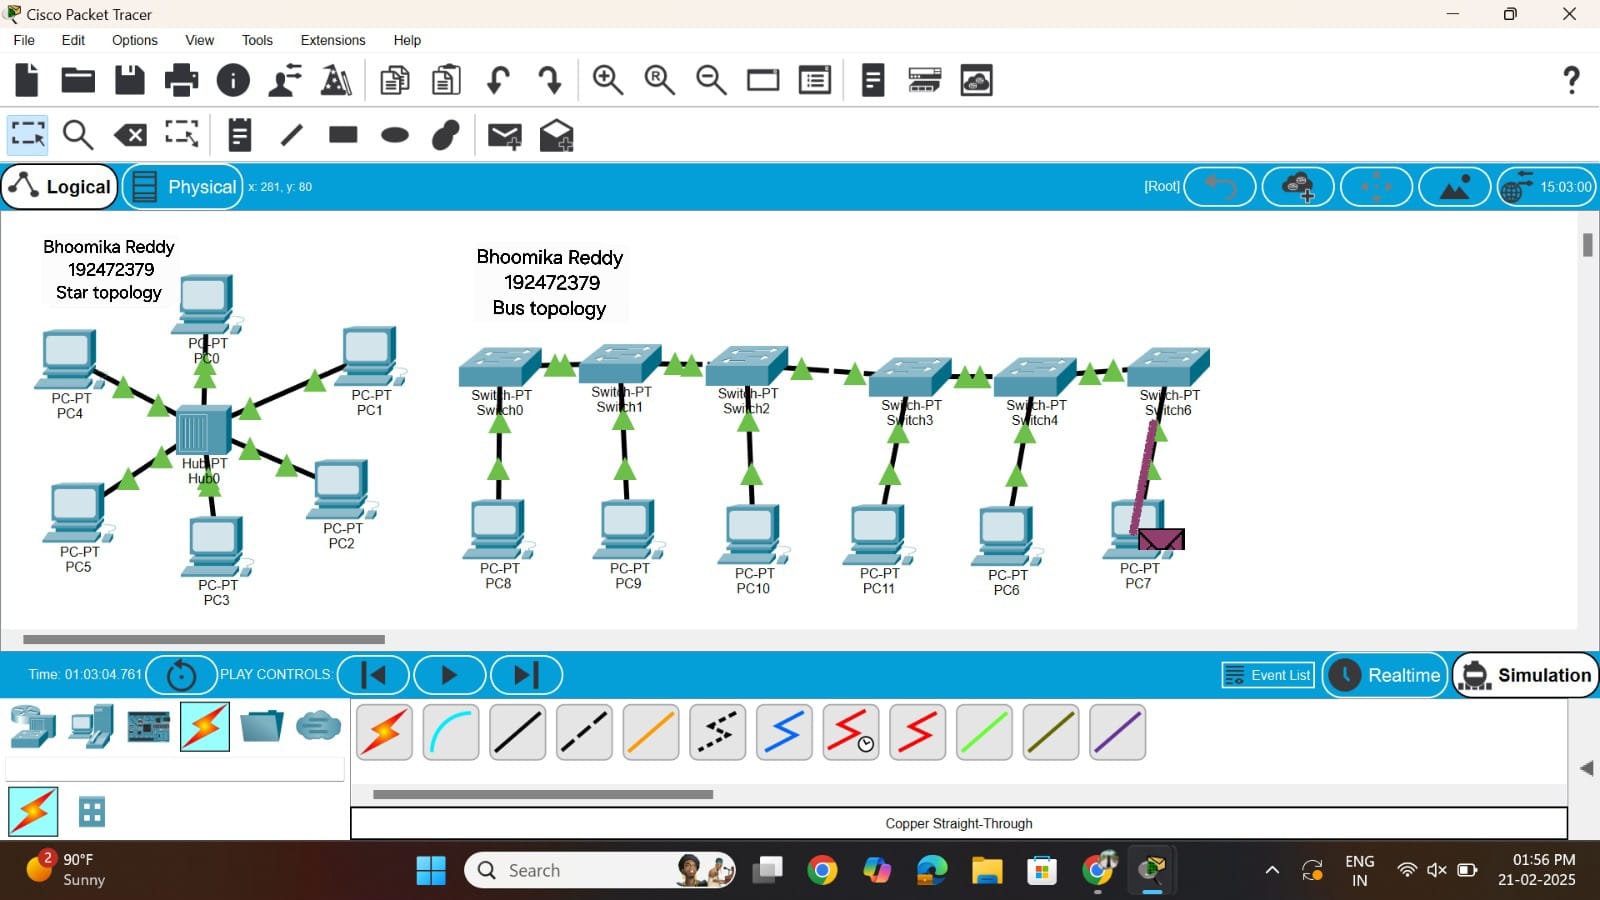 Cisco Packet Tracer
File Edit Options View Tools Extensions Help
Logical Physical x: 281, y: 80 [Root] 15:03:00
Bhoomika Reddy
192472379
Star topology
Bhoomika Reddy
192472379
Bus topology
PC-PT
PC0
PC-PT
PC4
PC-PT
PC1
Hub-PT
Hub0
PC-PT
PC5
PC-PT
PC2
PC-PT
PC3
Switch-PT
Switch0
Switch-PT
Switch1
Switch-PT
Switch2
Switch-PT
Switch3
Switch-PT
Switch4
Switch-PT
Switch6
PC-PT
PC8
PC-PT
PC9
PC-PT
PC10
PC-PT
PC11
PC-PT
PC6
PC-PT
PC7
Time: 01:03:04.761 PLAY CONTROLS: Event List Realtime Simulation
Copper Straight-Through
2
90°F
Sunny
Search
ENG
IN
01:56 PM
21-02-2025